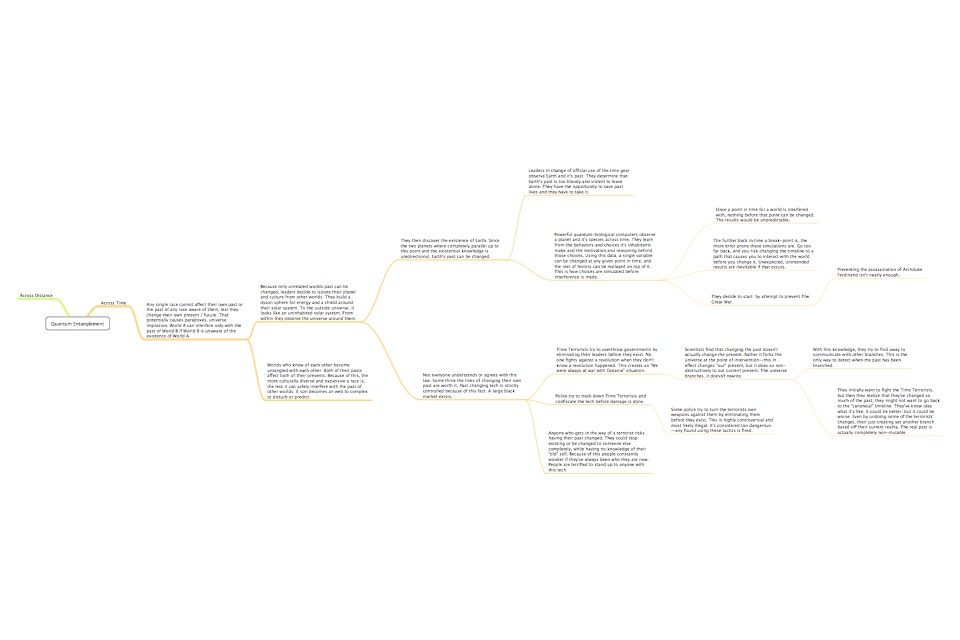 Quantum Entanglement
Across Distance
Across Time
Any single race cannot affect their own past or
the past of any race aware of them, lest they
change their own present / future. That
potentially causes paradoxes, universe
implosion. World A can interfere only with the
past of World B if World B is unaware of the
existence of World A.
Because only unrelated worlds past can be
changed, leaders decide to isolate their planet
and culture from other worlds. They build a
dyson sphere for energy and a shield around
their solar system. To the outside universe, it
looks like an uninhabited solar system. From
within they observe the universe around them.
They then discover the existence of Earth. Since
the two planets where completely parallel up to
this point and the existential knowledge is
unidirectional, Earth's past can be changed.
Leaders in change of official use of the time gear
observe Earth and it's past. They determine that
Earth's past is too bloody and violent to leave
alone. They have the opportunity to save past
lives and they have to take it.
Powerful quantum-biological computers observe
a planet and it's species across time. They learn
from the behaviors and choices it's inhabitants
make and the motivation and reasoning behind
those choices. Using this data, a single variable
can be changed at any given point in time, and
the rest of history can be replayed on top of it.
This is how choices are simulated before
interference is made.
Once a point in time for a world is interfered
with, nothing before that point can be changed.
The results would be unpredictable.
The further back in time a break-point is, the
more error prone these simulations are. Go too
far back, and you risk changing the timeline to a
path that causes you to interact with the world
before you change it. Unexpected, unintended
results are inevitable if that occurs.
They decide to start by attempt to prevent The
Great War.
Preventing the assassination of Archduke
Ferdinand isn't nearly enough.
Not everyone understands or agrees with this
law. Some think the risks of changing their own
past are worth it. Past changing tech is strictly
controlled because of this fact. A large black
market exists.
Time Terrorists try to overthrow governments by
eliminating their leaders before they exist. No
one fights against a revolution when they don't
know a revolution happened. This creates an "We
were always at war with Oceania" situation.
Scientists find that changing the past doesn't
actually change the present. Rather it forks the
universe at the point of intervention—this in
effect changes "our" present, but it does so non-
destructively to out current present. The universe
branches, it doesn't rewrite.
With this knowledge, they try to find away to
communicate with other branches. This is the
only way to detect when the past has been
branched.
They initially want to fight the Time Terrorists,
but then they realize that they've changed so
much of the past, they might not want to go back
to the "canonical" timeline. They've know idea
what it's like. It could be better, but it could be
worse. Even by undoing some of the terrorists'
changes, their just creating yet another branch
based off their current reality. The real past is
actually completely non-mutable.
Police try to track down Time Terrorists and
confiscate the tech before damage is done.
Some police try to turn the terrorists own
weapons against them by eliminating them
before they exist. This is highly controversial and
most likely illegal. It's considered too dangerous
—any found using these tactics is fired.
Anyone who gets in the way of a terrorist risks
having their past changed. They could stop
existing or be changed to someone else
completely, while having no knowledge of their
"old" self. Because of this people constantly
wonder if they've always been who they are now.
People are terrified to stand up to anyone with
this tech.
Worlds who know of each other become
untangled with each other. Both of their pasts
affect both of their presents. Because of this, the
more culturally diverse and expansive a race is,
the less it can safely interfere with the past of
other worlds. It soon becomes an web to complex
to disturb or predict.